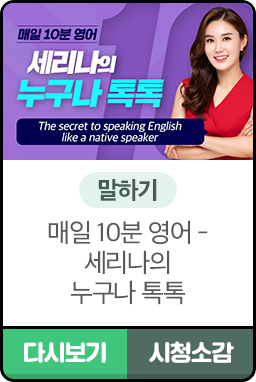 매일 10분 영어
세리나의
누구나 톡톡
The secret to speaking English
like a native speaker
말하기
매일 10분 영어 -
세리나의
누구나 톡톡
다시보기
시청소감